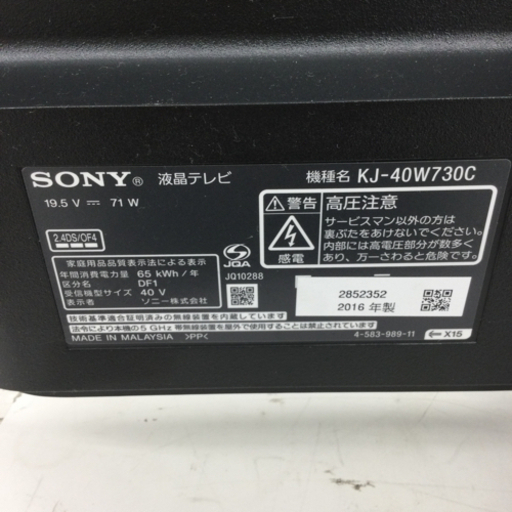 SONY® 液晶テレビ
機種名 KJ-40W730C
19.5 V ⎓ 71 W
2.4DS/OF4
家庭用品品質表示法による表示
年間消費電力量 65 kWh/年
区分名 DF1
受信機型サイズ 40 V
ソニー株式会社
JQA
JQ10288
警告
感電
高圧注意
サービスマン以外の方は
裏ぶたをあけないでください。
内部には高電圧部分が数多く
あり、万一さわると危険です。
2852352
2016 年製
技術基準適合証明済みの無線装置を内蔵しています。
法令により本機の5 GHz 帯無線装置を屋外で使用することは禁止されています
MADE IN MALAYSIA >PP<
4-583-989-11
X15